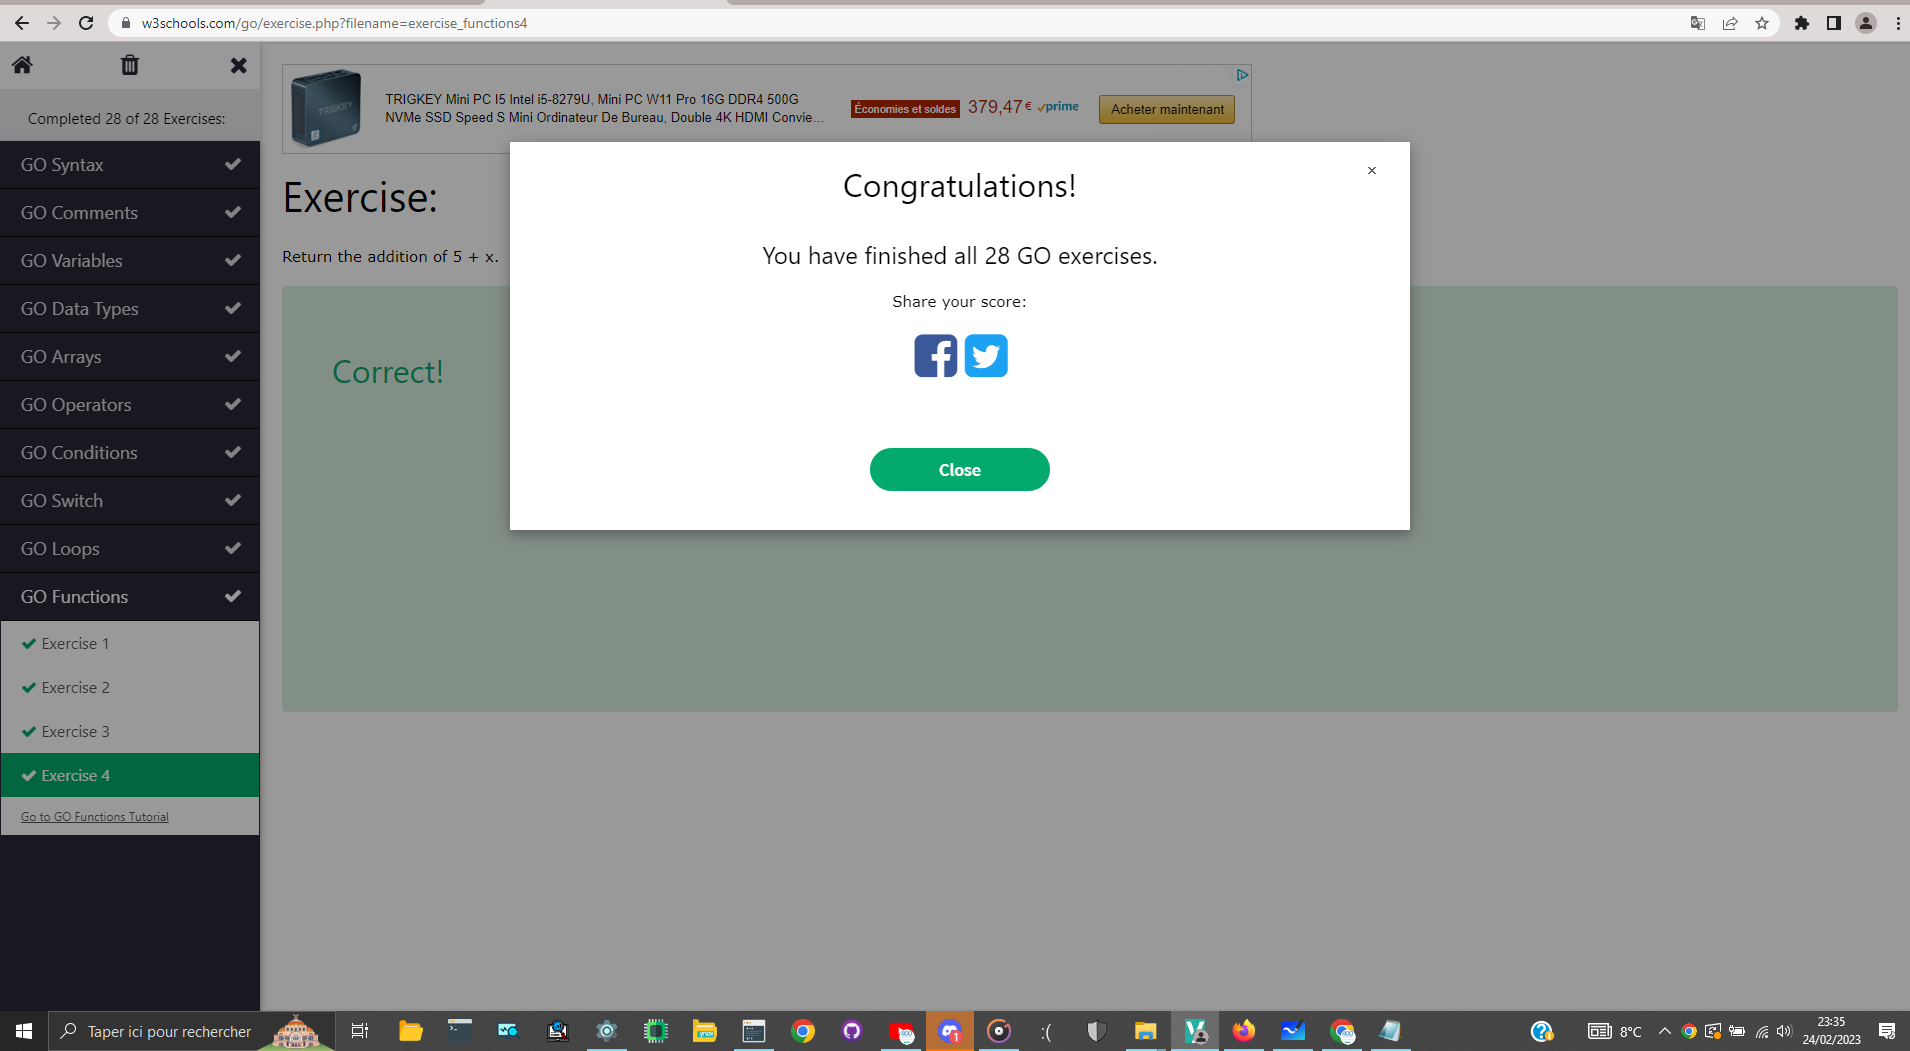 w3schools.com/go/exercise.php?filename=exercise_functions4
Completed 28 of 28 Exercises:
GO Syntax
GO Comments
GO Variables
GO Data Types
GO Arrays
GO Operators
GO Conditions
GO Switch
GO Loops
GO Functions
Exercise 1
Exercise 2
Exercise 3
Exercise 4
Go to GO Functions Tutorial
TRIGKEY
TRIGKEY Mini PC I5 Intel i5-8279U, Mini PC W11 Pro 16G DDR4 500G
NVMe SSD Speed S Mini Ordinateur De Bureau, Double 4K HDMI Convie...
Économies et soldes
379,47€
prime
Acheter maintenant
Exercise:
Return the addition of 5 + x.
Correct!
Congratulations!
×
You have finished all 28 GO exercises.
Share your score:
Close
Taper ici pour rechercher
:(
1
8°C
23:35
24/02/2023